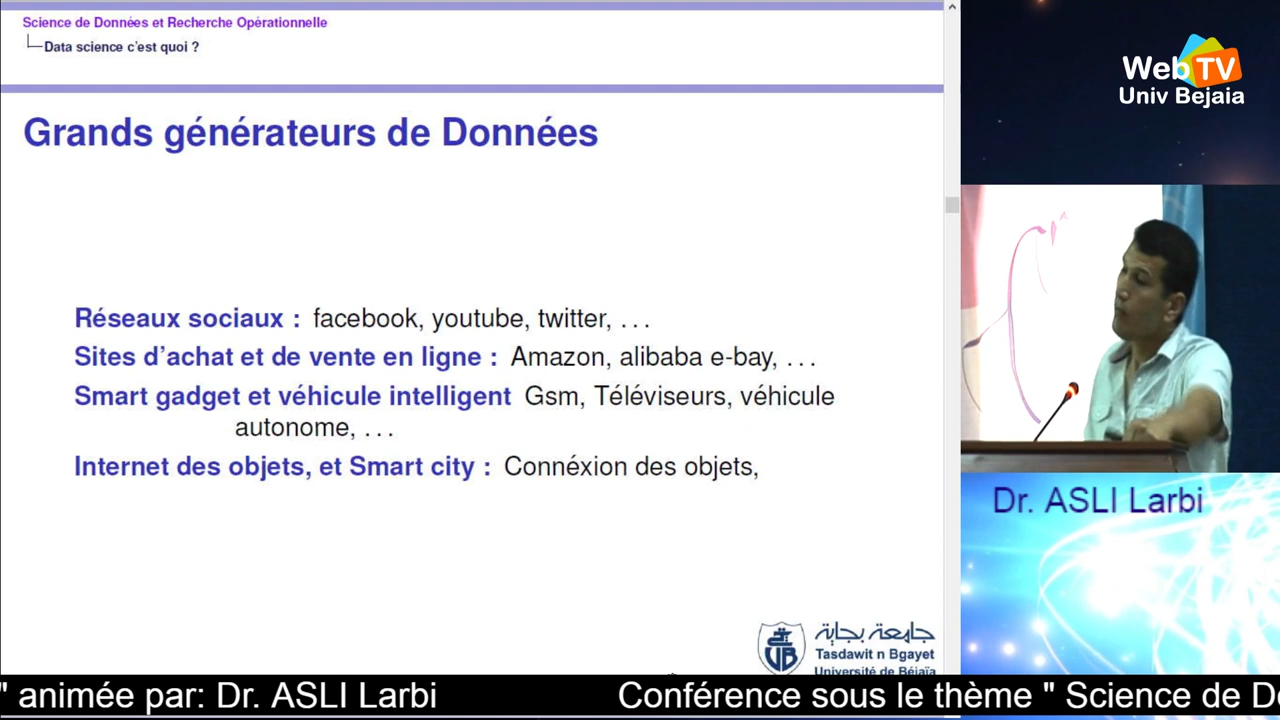 Science de Données et Recherche Opérationnelle
Data science c'est quoi ?
Grands générateurs de Données
Réseaux sociaux : facebook, youtube, twitter, . . .
Sites d'achat et de vente en ligne : Amazon, alibaba e-bay, . . .
Smart gadget et véhicule intelligent Gsm, Téléviseurs, véhicule
autonome, . . .
Internet des objets, et Smart city : Connéxion des objets,
جامعة بجاية
Tasdawit n Bgayet
Université de Béjaïa
UB
Web TV
Univ Bejaia
Dr. ASLI Larbi
" animée par: Dr. ASLI Larbi Conférence sous le thème " Science de